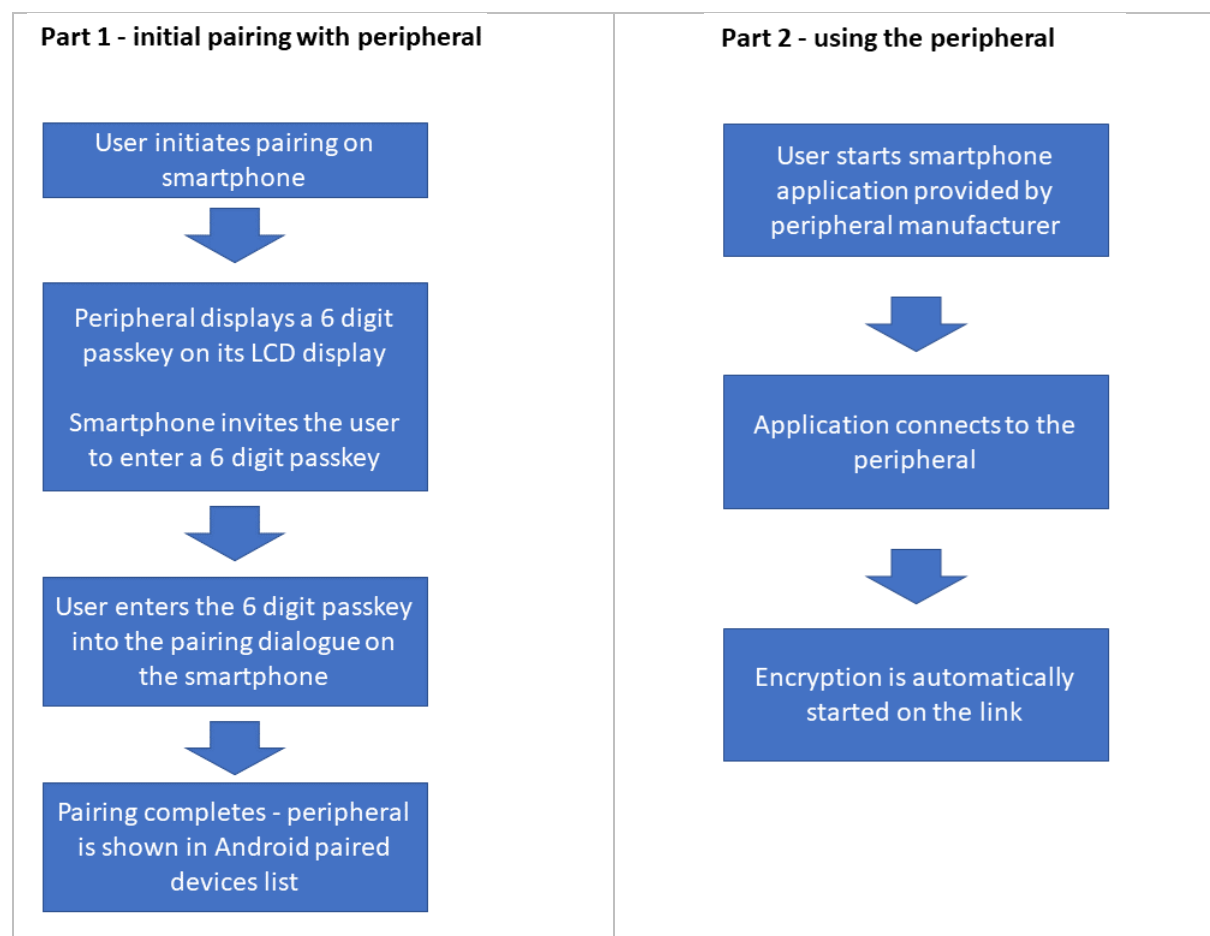 Part 1 - initial pairing with peripheral
User initiates pairing on
smartphone
Peripheral displays a 6 digit
passkey on its LCD display
Smartphone invites the user
to enter a 6 digit passkey
User enters the 6 digit passkey
into the pairing dialogue on
the smartphone
Pairing completes - peripheral
is shown in Android paired
devices list
Part 2 - using the peripheral
User starts smartphone
application provided by
peripheral manufacturer
Application connects to the
peripheral
Encryption is automatically
started on the link